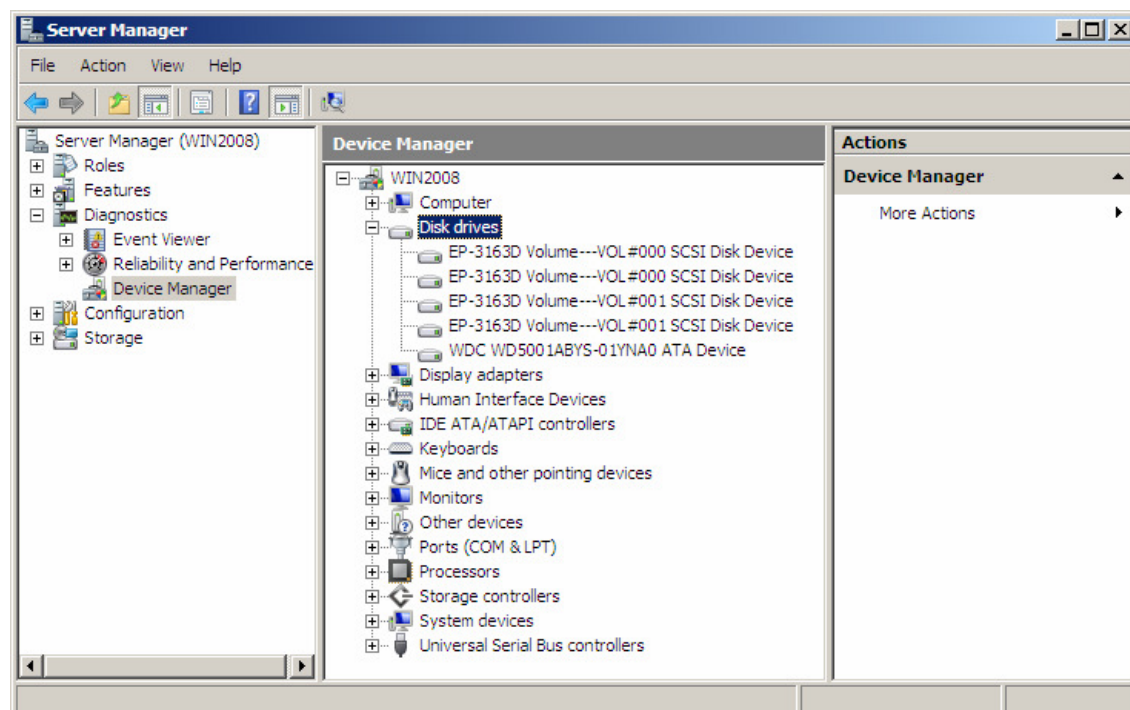 Server Manager
File Action View Help
Server Manager (WIN2008)
Roles
Features
Diagnostics
Event Viewer
Reliability and Performance
Device Manager
Configuration
Storage
Device Manager
WIN2008
Computer
Disk drives
EP-3163D Volume---VOL#000 SCSI Disk Device
EP-3163D Volume---VOL#000 SCSI Disk Device
EP-3163D Volume---VOL#001 SCSI Disk Device
EP-3163D Volume---VOL#001 SCSI Disk Device
WDC WD5001ABYS-01YNA0 ATA Device
Display adapters
Human Interface Devices
IDE ATA/ATAPI controllers
Keyboards
Mice and other pointing devices
Monitors
Other devices
Ports (COM & LPT)
Processors
Storage controllers
System devices
Universal Serial Bus controllers
Actions
Device Manager
More Actions